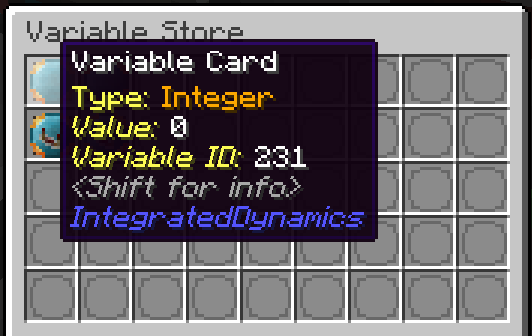 Variable Store
Variable Card
Type: Integer
Value: 0
Variable ID: 231
<Shift for info>
IntegratedDynamics